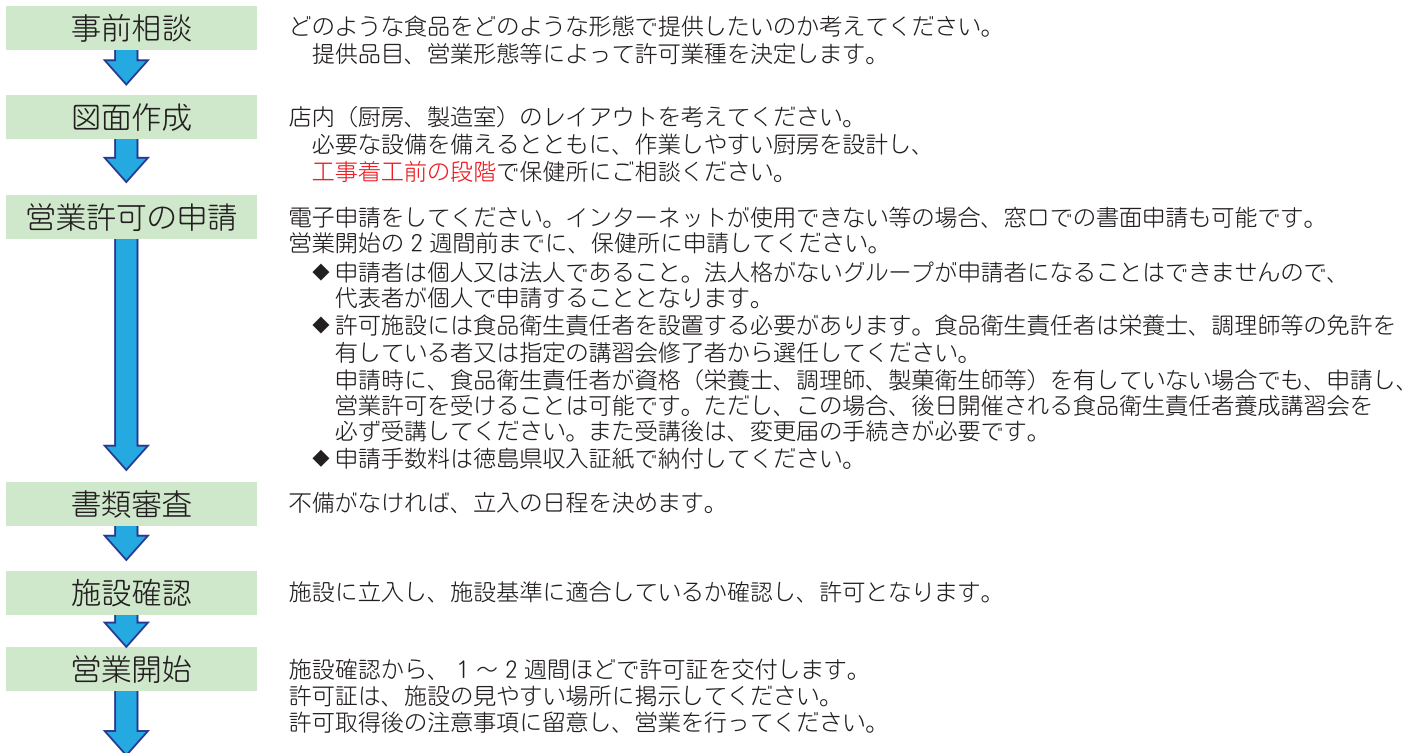 事前相談
どのような食品をどのような形態で提供したいのか考えてください。
提供品目、営業形態等によって許可業種を決定します。
図面作成
店内（厨房、製造室）のレイアウトを考えてください。
必要な設備を備えるとともに、作業しやすい厨房を設計し、
工事着工前の段階で保健所にご相談ください。
営業許可の申請
電子申請をしてください。インターネットが使用できない等の場合、窓口での書面申請も可能です。
営業開始の 2 週間前までに、保健所に申請してください。
◆ 申請者は個人又は法人であること。法人格がないグループが申請者になることはできませんので、
代表者が個人で申請することとなります。
◆ 許可施設には食品衛生責任者を設置する必要があります。食品衛生責任者は栄養士、調理師等の免許を
有している者又は指定の講習会修了者から選任してください。
申請時に、食品衛生責任者が資格（栄養士、調理師、製菓衛生師等）を有していない場合でも、申請し、
営業許可を受けることは可能です。ただし、この場合、後日開催される食品衛生責任者養成講習会を
必ず受講してください。また受講後は、変更届の手続きが必要です。
◆ 申請手数料は徳島県収入証紙で納付してください。
書類審査
不備がなければ、立入の日程を決めます。
施設確認
施設に立入し、施設基準に適合しているか確認し、許可となります。
営業開始
施設確認から、 1 ～ 2 週間ほどで許可証を交付します。
許可証は、施設の見やすい場所に掲示してください。
許可取得後の注意事項に留意し、営業を行ってください。